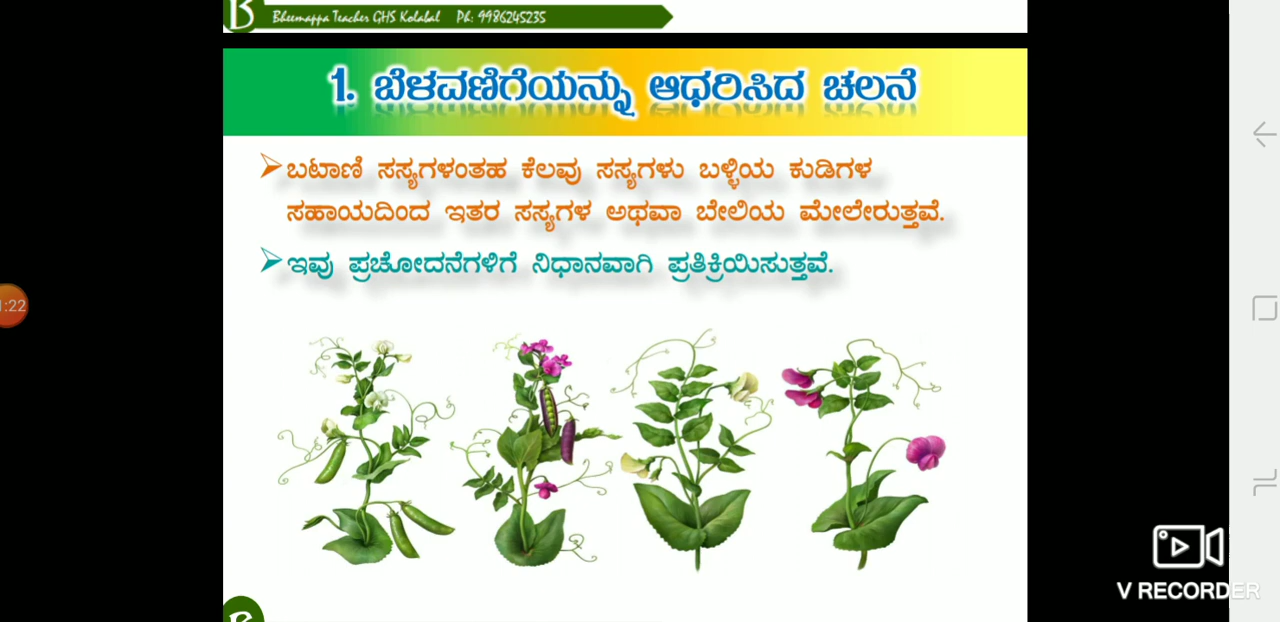 B
Bheemappa Teacher GHS Kolabal Ph: 9986245235
1. ಬೆಳವಣಿಗೆಯನ್ನು ಆಧರಿಸಿದ ಚಲನೆ
ಬಟಾಣಿ ಸಸ್ಯಗಳಂತಹ ಕೆಲವು ಸಸ್ಯಗಳು ಬಳ್ಳಿಯ ಕುಡಿಗಳ
ಸಹಾಯದಿಂದ ಇತರ ಸಸ್ಯಗಳ ಅಥವಾ ಬೇಲಿಯ ಮೇಲೇರುತ್ತವೆ.
ಇವು ಪ್ರಚೋದನೆಗಳಿಗೆ ನಿಧಾನವಾಗಿ ಪ್ರತಿಕ್ರಿಯಿಸುತ್ತವೆ.
:22
V RECORDER